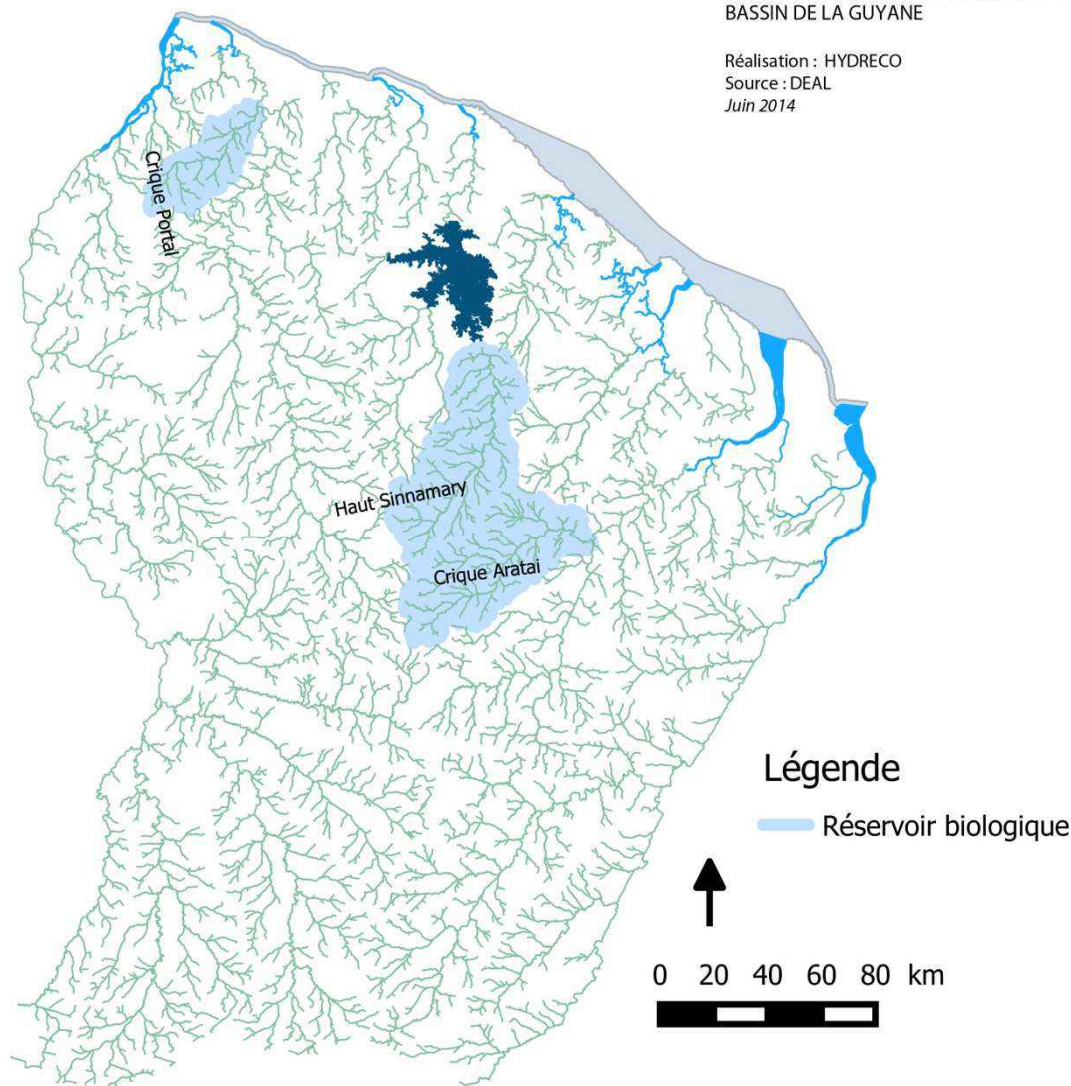 BASSIN DE LA GUYANE
Réalisation : HYDRECO
Source : DEAL
Juin 2014
Crique Portal
Haut Sinnamary
Crique Aratai
Légende
Réservoir biologique
0 20 40 60 80 km